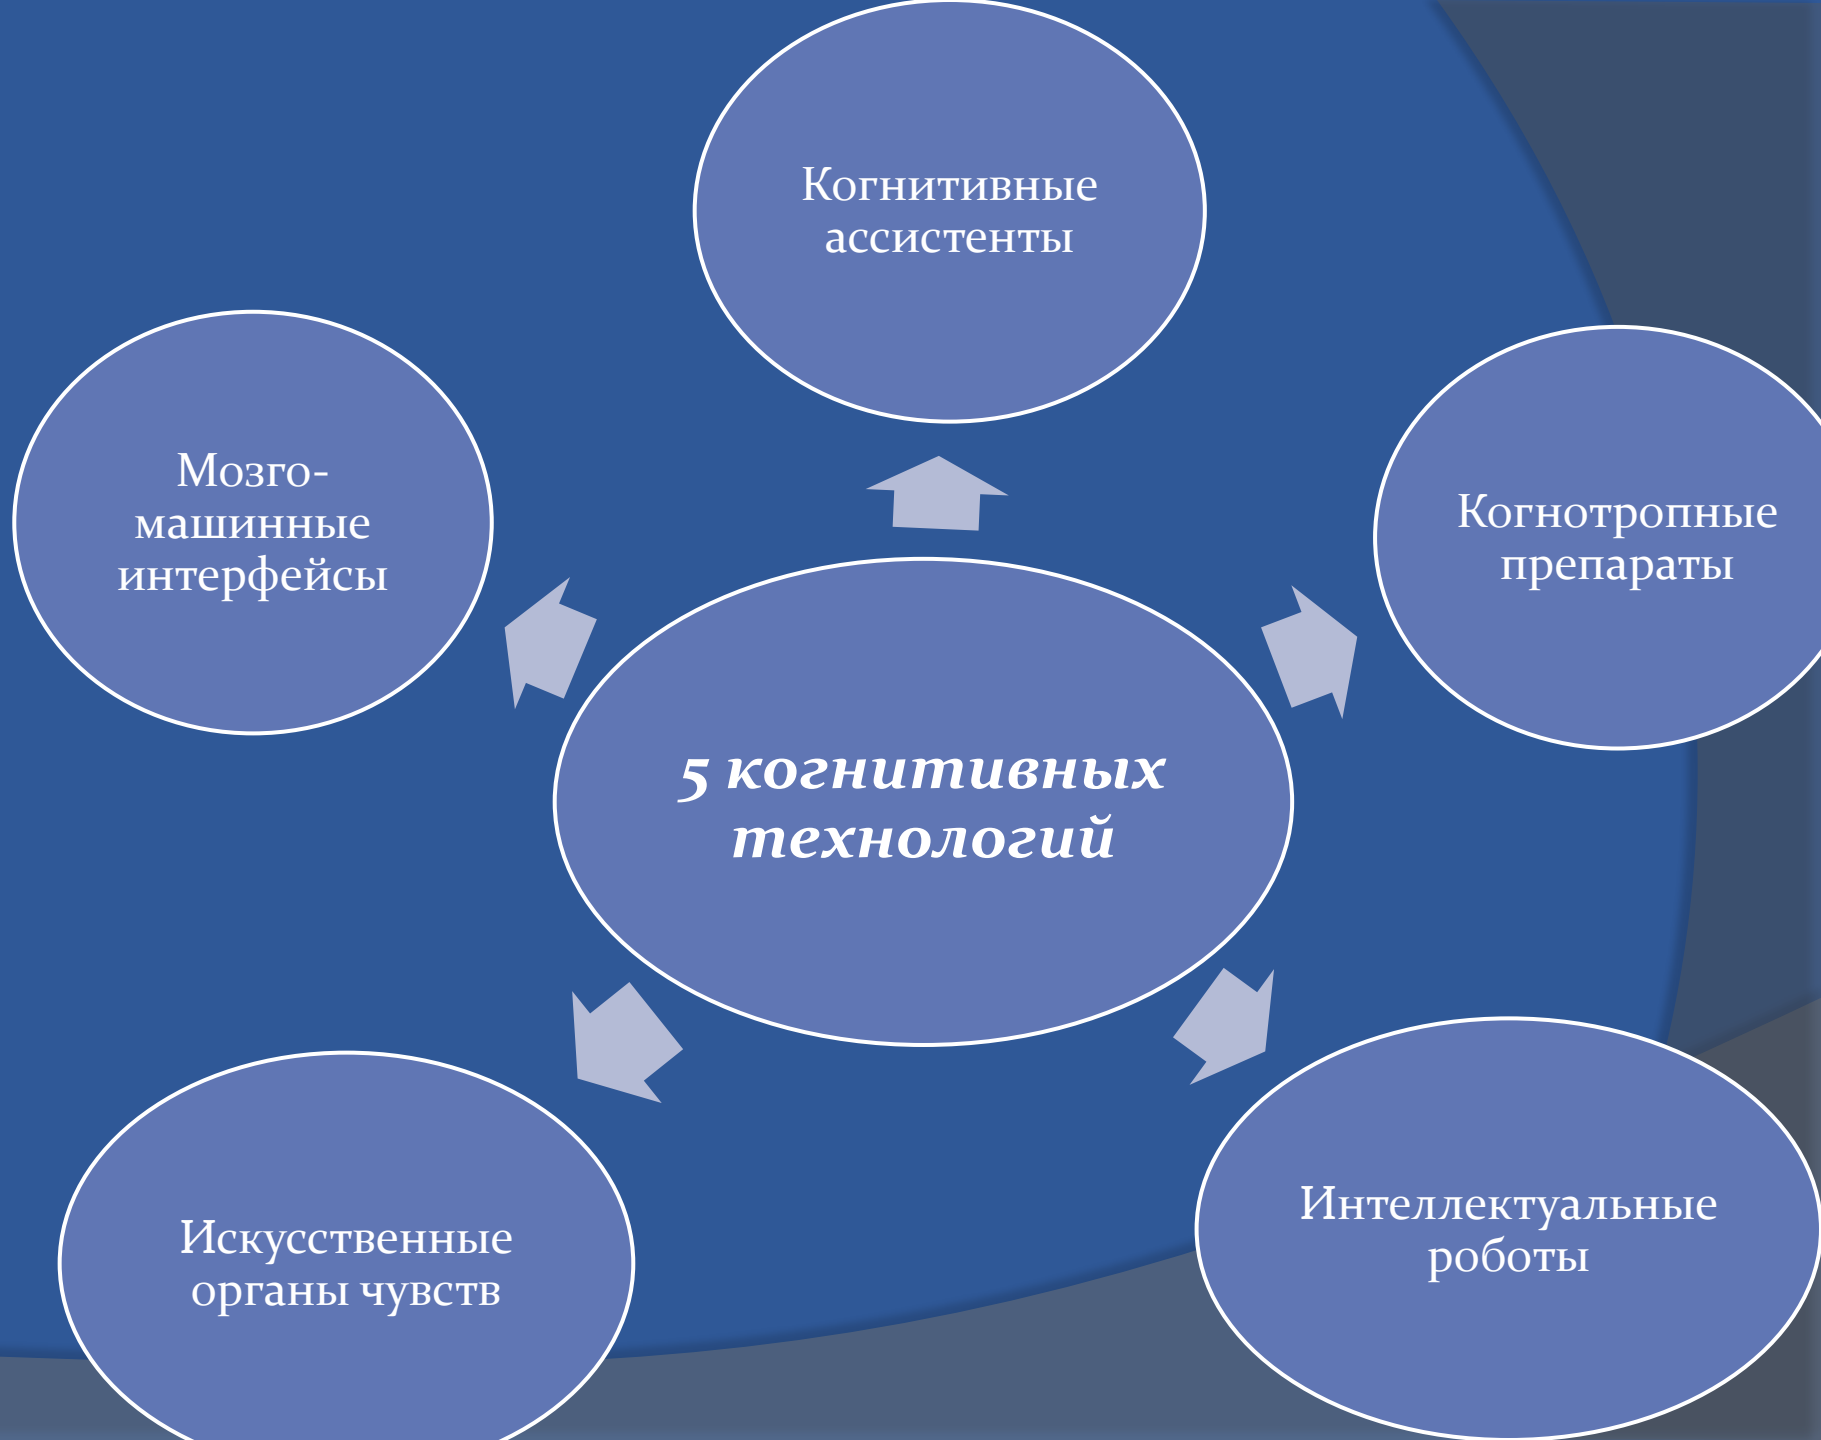 Когнитивные
ассистенты
Мозго-
машинные
интерфейсы
Когнотропные
препараты
5 когнитивных
технологий
Искусственные
органы чувств
Интеллектуальные
роботы